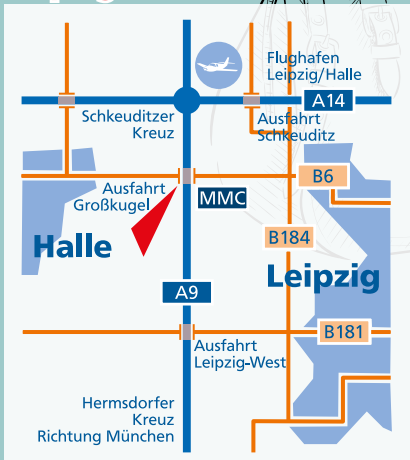 Flughafen
Leipzig/Halle
A14
Schkeuditzer
Kreuz
Ausfahrt
Schkeuditz
B6
Ausfahrt
Großkugel
MMC
Halle
B184
Leipzig
A9
B181
Ausfahrt
Leipzig-West
Hermsdorfer
Kreuz
Richtung München